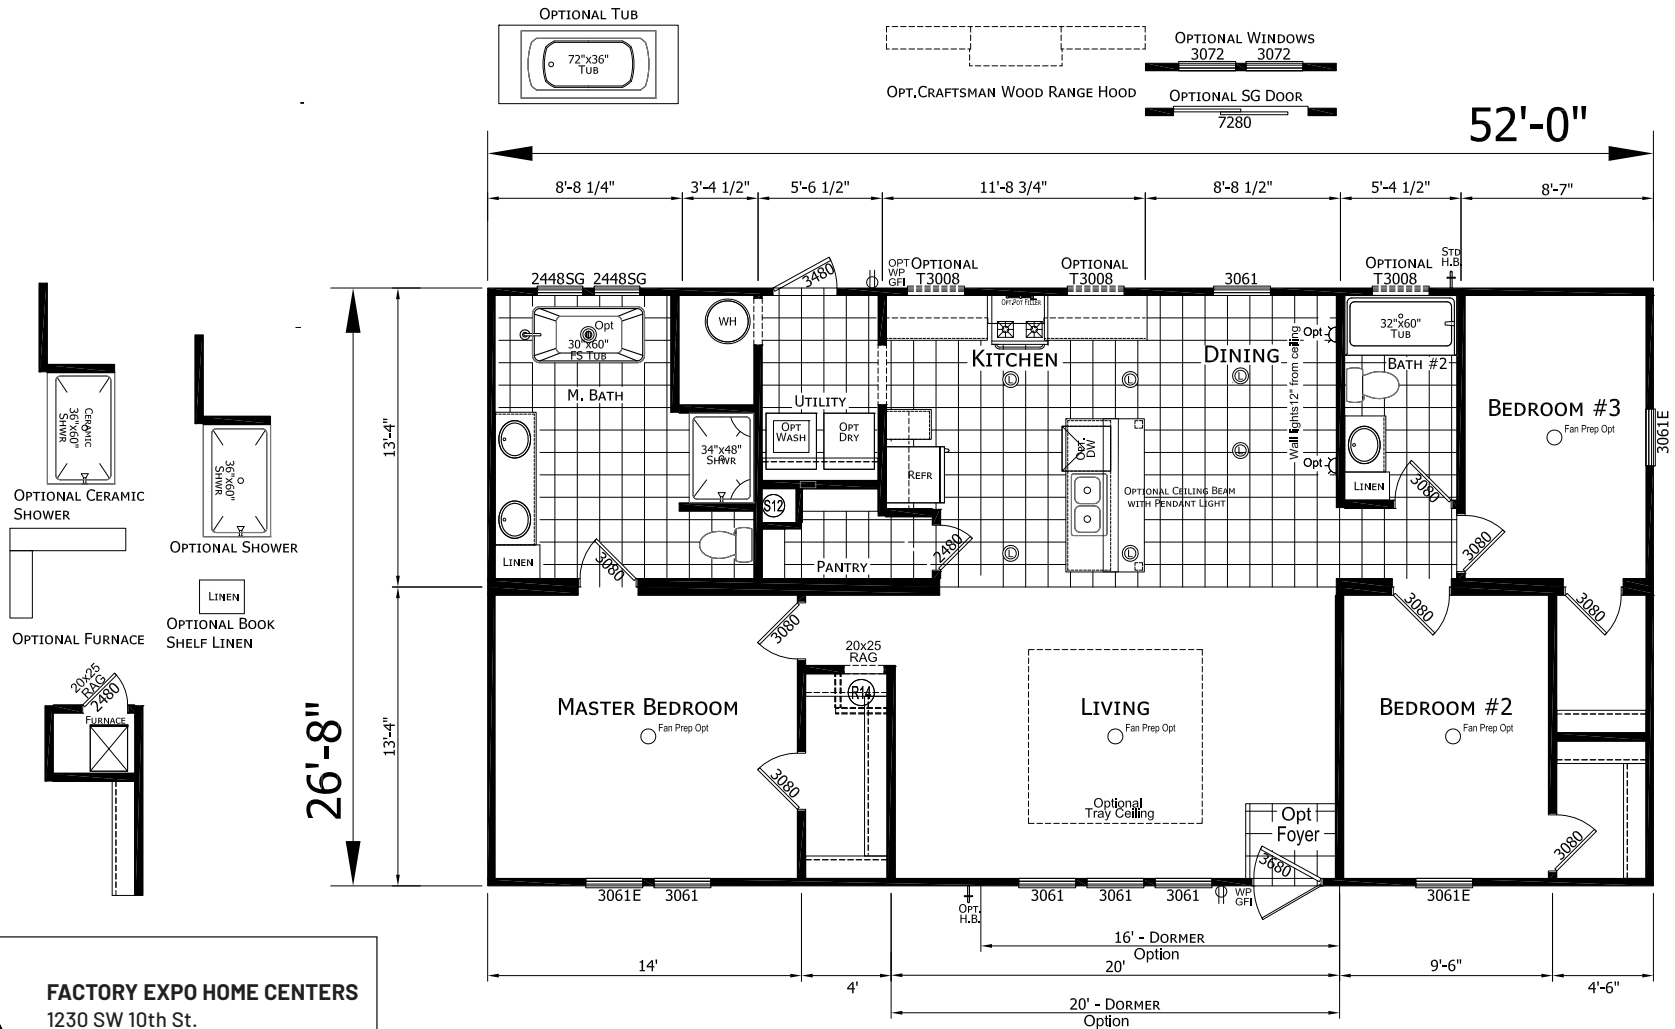 OPTIONAL TUB
72"x36"
TUB
OPT.CRAFTSMAN WOOD RANGE HOOD
OPTIONAL WINDOWS
3072 3072
OPTIONAL SG DOOR
7280
52'-0"
8'-8 1/4" 3'-4 1/2" 5'-6 1/2" 11'-8 3/4" 8'-8 1/2" 5'-4 1/2" 8'-7"
2448SG 2448SG
3480
OPT
WP
GFI
OPTIONAL
T3008
OPTIONAL
T3008
3061
OPTIONAL
T3008
STD
H.B.
Opt
30"x60"
FS TUB
WH
OPT.POT FILLER
KITCHEN
DINING
Wall lights12" from ceiling
Opt
Opt
32"x60"
TUB
BATH #2
M. BATH
UTILITY
OPT
WASH
OPT
DRY
34"x48"
SHWR
REFR
OPT.
DW
L
L
L
L
L
L
OPTIONAL CEILING BEAM
WITH PENDANT LIGHT
LINEN
3080
BEDROOM #3
Fan Prep Opt
3061E
S12
LINEN
3080
PANTRY
2480
3080
13'-4"
13'-4"
26'-8"
CERAMIC
36"x60"
SHWR
OPTIONAL CERAMIC
SHOWER
36"x60"
SHWR
OPTIONAL SHOWER
LINEN
OPTIONAL BOOK
SHELF LINEN
OPTIONAL FURNACE
20x25
RAG
2480
FURNACE
3080
20x25
RAG
R14
MASTER BEDROOM
Fan Prep Opt
3080
LIVING
Fan Prep Opt
Optional
Tray Ceiling
Opt
Foyer
3680
3080
BEDROOM #2
Fan Prep Opt
3080
3080
3061E 3061
OPT.
H.B.
3061 3061 3061
WP
GFI
3061E
16' - DORMER
Option
14' 4' 20' 9'-6" 4'-6"
20' - DORMER
Option
FACTORY EXPO HOME CENTERS
1230 SW 10th St.